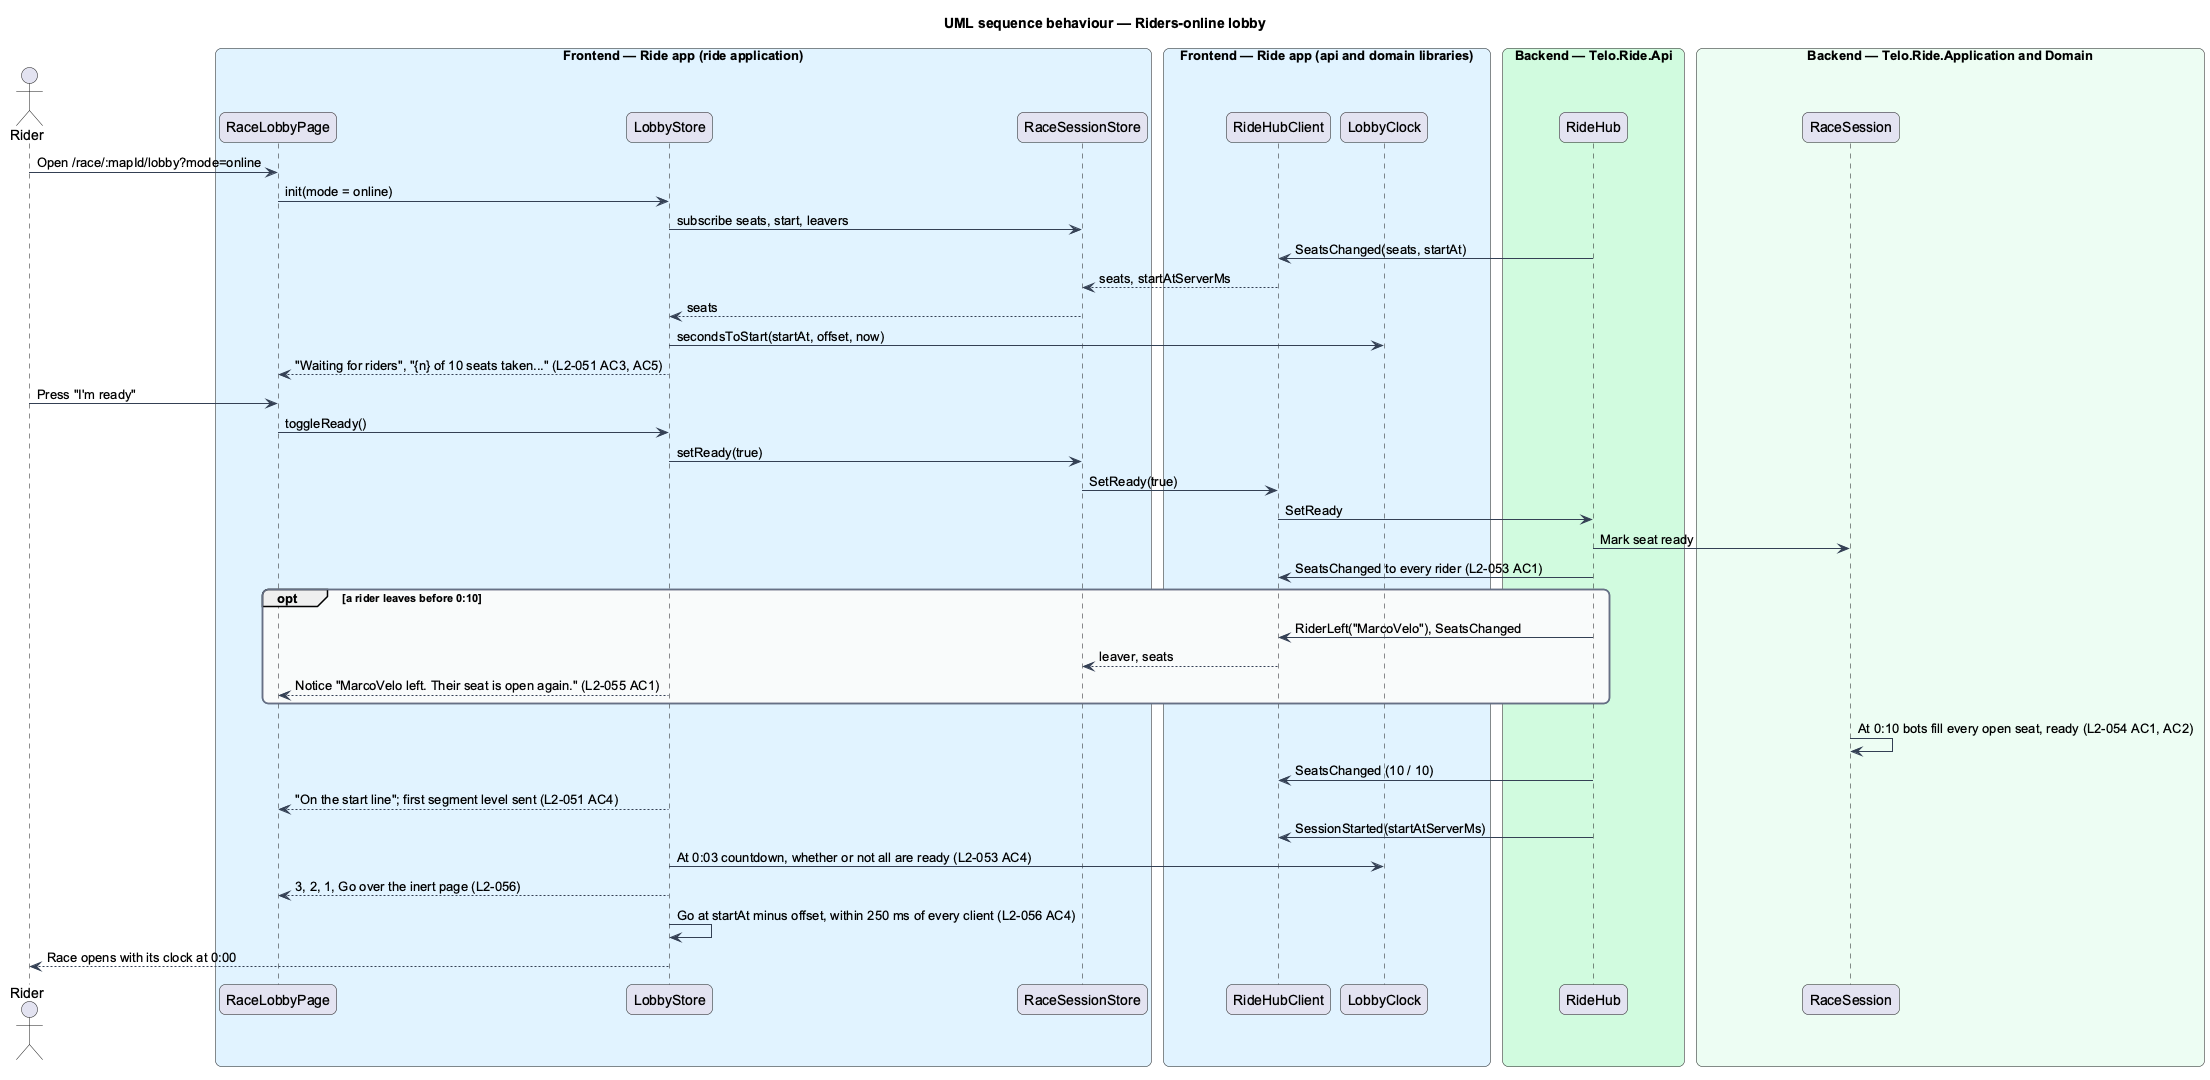 UML sequence behaviour — Riders-online lobby
Frontend — Ride app (ride application)
Frontend — Ride app (api and domain libraries)
Backend — Telo.Ride.Api
Backend — Telo.Ride.Application and Domain
Rider
RaceLobbyPage
LobbyStore
RaceSessionStore
RideHubClient
LobbyClock
RideHub
RaceSession
Open /race/:mapId/lobby?mode=online
init(mode = online)
subscribe seats, start, leavers
SeatsChanged(seats, startAt)
seats, startAtServerMs
seats
secondsToStart(startAt, offset, now)
"Waiting for riders", "{n} of 10 seats taken..." (L2-051 AC3, AC5)
Press "I'm ready"
toggleReady()
setReady(true)
SetReady(true)
SetReady
Mark seat ready
SeatsChanged to every rider (L2-053 AC1)
opt
[a rider leaves before 0:10]
RiderLeft("MarcoVelo"), SeatsChanged
leaver, seats
Notice "MarcoVelo left. Their seat is open again." (L2-055 AC1)
At 0:10 bots fill every open seat, ready (L2-054 AC1, AC2)
SeatsChanged (10 / 10)
"On the start line"; first segment level sent (L2-051 AC4)
SessionStarted(startAtServerMs)
At 0:03 countdown, whether or not all are ready (L2-053 AC4)
3, 2, 1, Go over the inert page (L2-056)
Go at startAt minus offset, within 250 ms of every client (L2-056 AC4)
Race opens with its clock at 0:00
Rider
RaceLobbyPage
LobbyStore
RaceSessionStore
RideHubClient
LobbyClock
RideHub
RaceSession